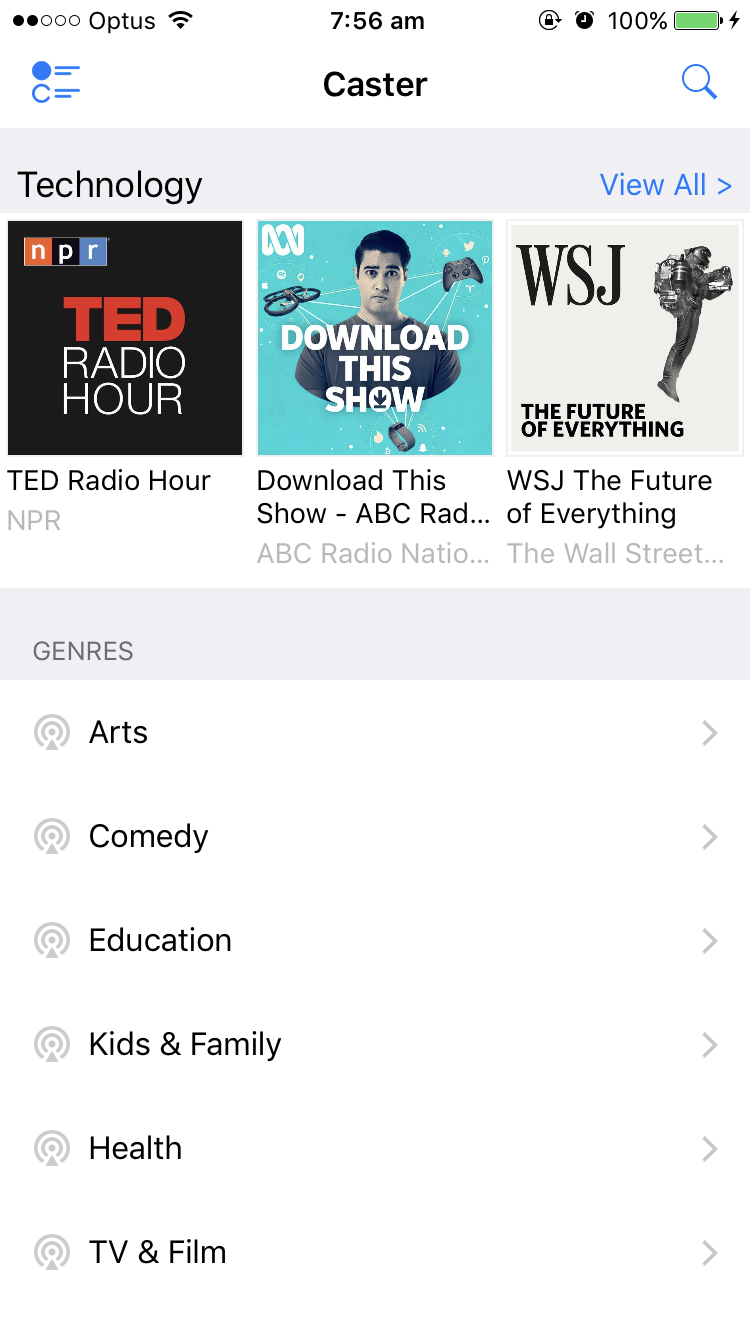 Optus 7:56 am 100%
Caster
Technology View All >
npr
TED
RADIO
HOUR
DOWNLOAD
THIS
SHOW
WSJ
THE FUTURE
OF EVERYTHING
TED Radio Hour
NPR
Download This
Show - ABC Rad...
ABC Radio Natio...
WSJ The Future
of Everything
The Wall Street...
GENRES
Arts
Comedy
Education
Kids & Family
Health
TV & Film